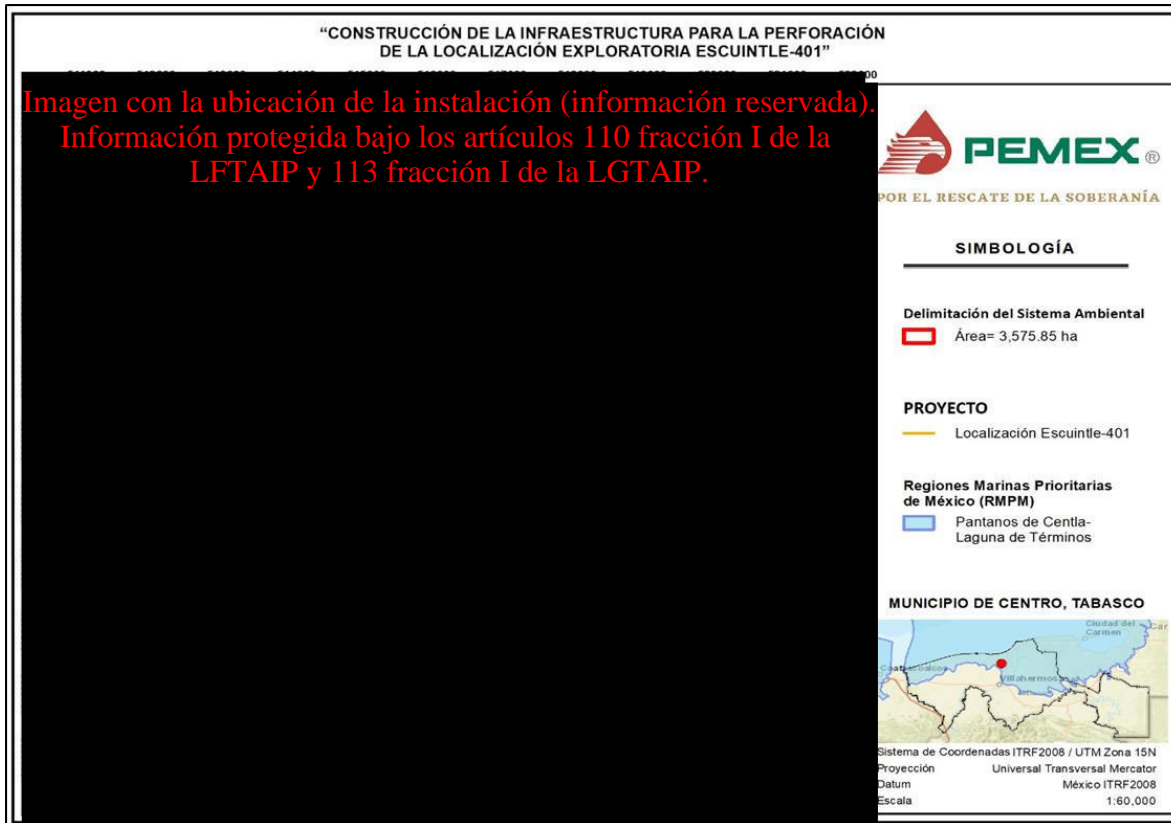 “CONSTRUCCIÓN DE LA INFRAESTRUCTURA PARA LA PERFORACIÓN
DE LA LOCALIZACIÓN EXPLORATORIA ESCUINTLE-401”
Imagen con la ubicación de la instalación (información reservada).
Información protegida bajo los artículos 110 fracción I de la
LFTAIP y 113 fracción I de la LGTAIP.
PEMEX ®
POR EL RESCATE DE LA SOBERANÍA
SIMBOLOGÍA
Delimitación del Sistema Ambiental
Área= 3,575.85 ha
PROYECTO
Localización Escuintle-401
Regiones Marinas Prioritarias
de México (RMPM)
Pantanos de Centla-
Laguna de Términos
MUNICIPIO DE CENTRO, TABASCO
Ciudad del
Carmen
Car
Coatzacoalcos
Villahermosa
Sistema de Coordenadas ITRF2008 / UTM Zona 15N
Proyección Universal Transversal Mercator
Datum México ITRF2008
Escala 1:60,000